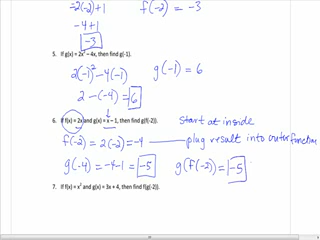 =2(-2)+1 f(-2) = -3
-4+1
-3
5. If g(x) = 2x² – 4x, then find g(-1).
2(-1)² - 4(-1) g(-1) = 6
2 - (-4) = 6
6. If f(x) = 2x and g(x) = x – 1, then find g(f(-2)).
start at inside
f(-2) = 2(-2) = -4 — plug result into outer function
g(-4) = -4-1 = -5 g(f(-2)) = -5
7. If f(x) = x² and g(x) = 3x + 4, then find f(g(-2)).